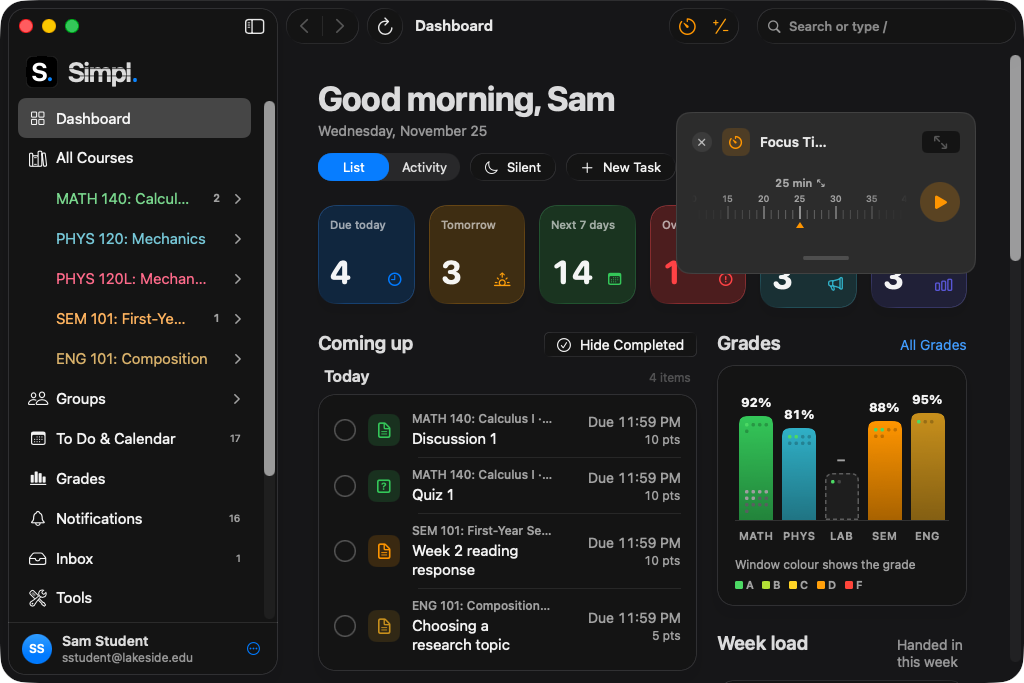 Dashboard
Search or type /
S. Simpl.
Dashboard
All Courses
MATH 140: Calcul... 2
PHYS 120: Mechanics
PHYS 120L: Mechan...
SEM 101: First-Ye... 1
ENG 101: Composition
Groups
To Do & Calendar 17
Grades
Notifications 16
Inbox 1
Tools
SS
Sam Student
sstudent@lakeside.edu
Good morning, Sam
Wednesday, November 25
List Activity Silent New Task
Focus Ti...
25 min
15 20 25 30 35
Due today
4
Tomorrow
3
Next 7 days
14
1
3
3
Coming up
Hide Completed
Today
4 items
MATH 140: Calculus I ·...
Discussion 1
Due 11:59 PM
10 pts
MATH 140: Calculus I ·...
Quiz 1
Due 11:59 PM
10 pts
SEM 101: First-Year Se...
Week 2 reading
response
Due 11:59 PM
10 pts
ENG 101: Composition...
Choosing a
research topic
Due 11:59 PM
5 pts
Grades
All Grades
92% 81% – 88% 95%
MATH PHYS LAB SEM ENG
Window colour shows the grade
A B C D F
Week load
Handed in
this week